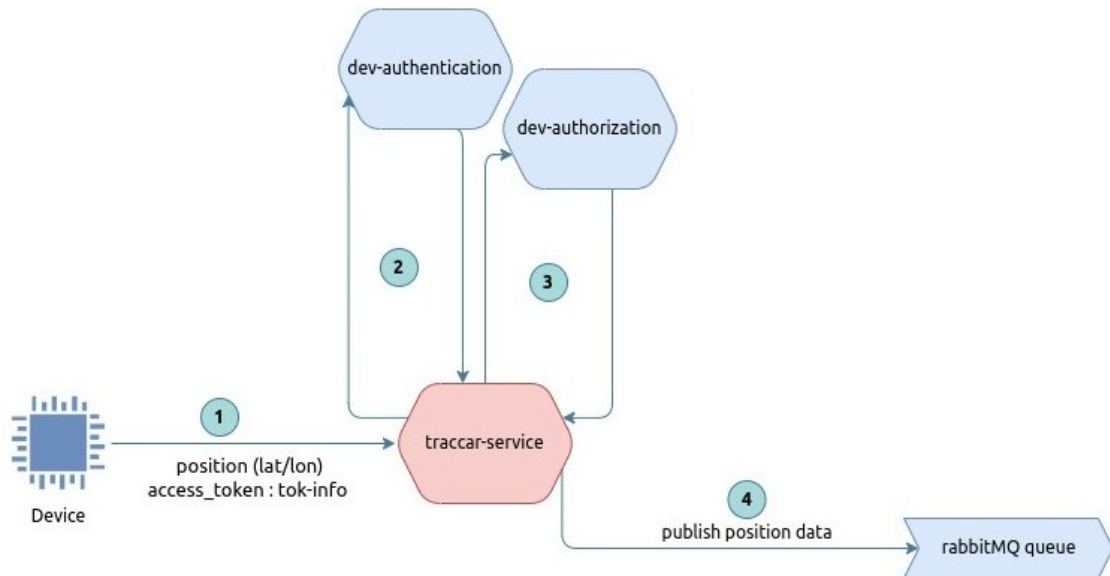 dev-authentication
dev-authorization
2
3
1
traccar-service
position (lat/lon)
access_token : tok-info
Device
4
publish position data
rabbitMQ queue